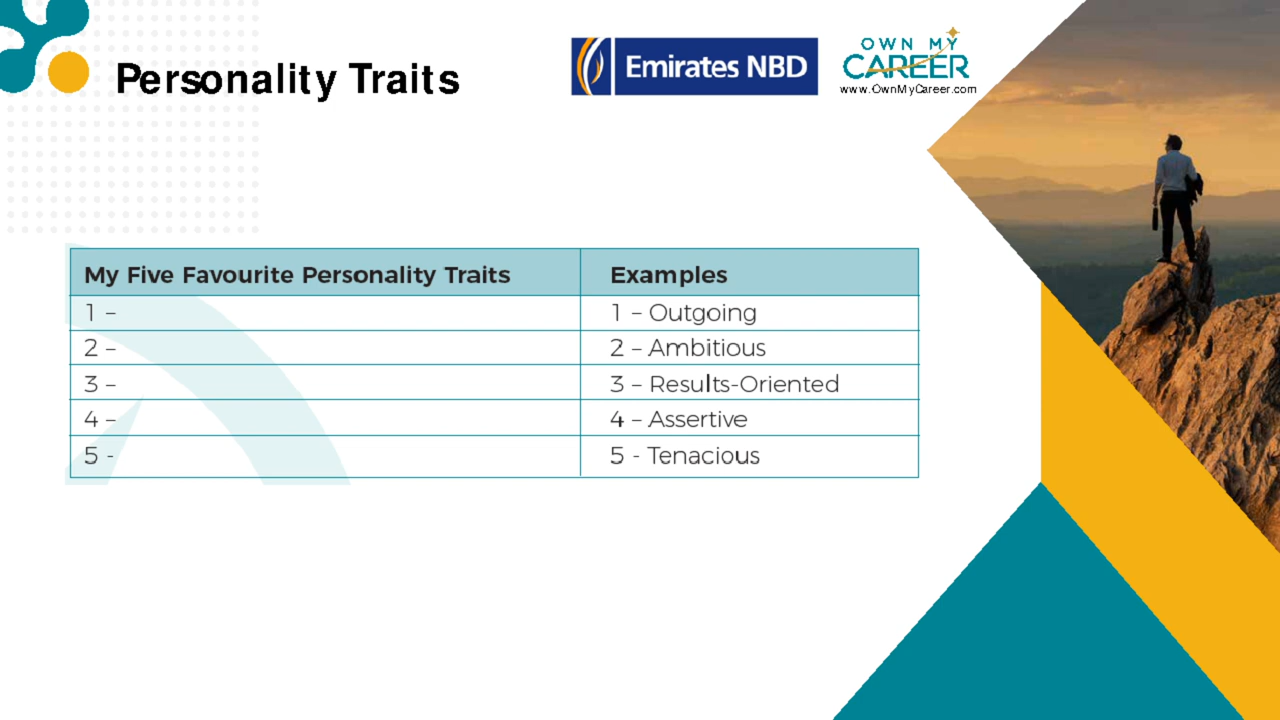 Personality Traits
Emirates NBD
OWN MY
CAREER
www.OwnMyCareer.com
My Five Favourite Personality Traits Examples
1 – 1 – Outgoing
2 – 2 – Ambitious
3 – 3 – Results-Oriented
4 – 4 – Assertive
5 - 5 - Tenacious